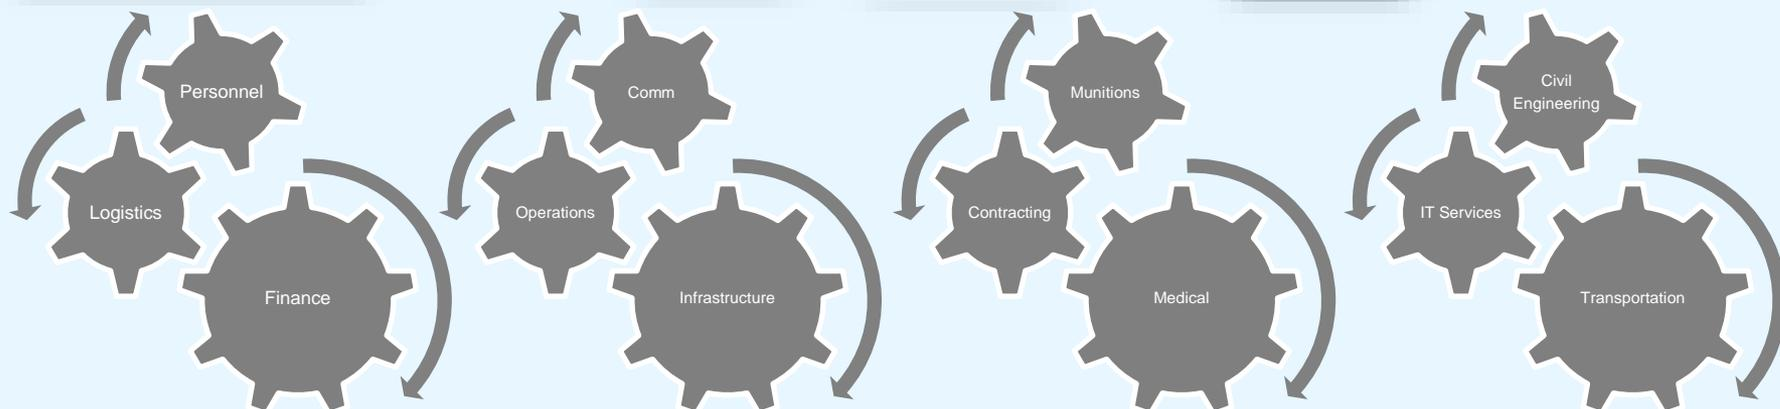 Personnel
Logistics
Finance
Comm
Operations
Infrastructure
Munitions
Contracting
Medical
Civil
Engineering
IT Services
Transportation